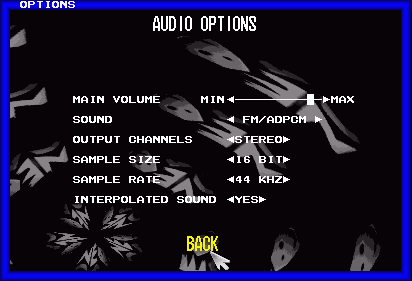 OPTIONS
AUDIO OPTIONS
MAIN VOLUME MIN MAX
SOUND FM/ADPCM
OUTPUT CHANNELS STEREO
SAMPLE SIZE 16 BIT
SAMPLE RATE 44 KHZ
INTERPOLATED SOUND YES
BACK